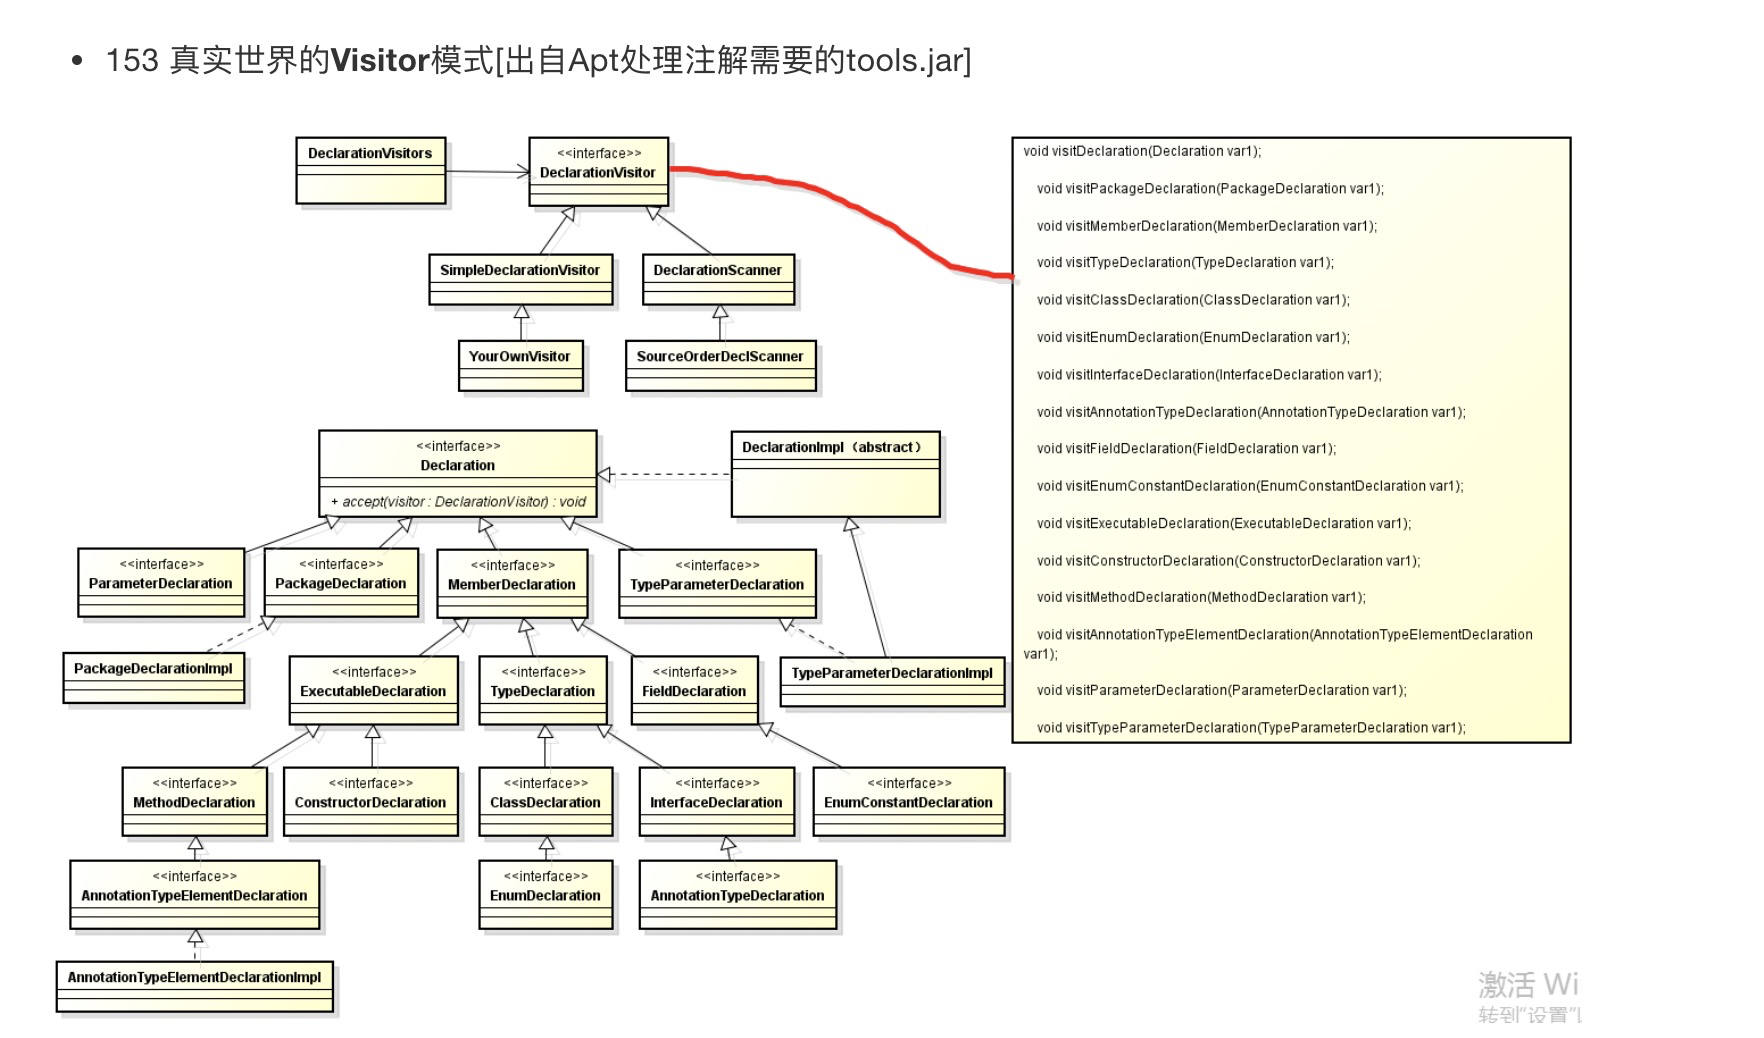 • 153 真实世界的Visitor模式[出自Apt处理注解需要的tools.jar]
DeclarationVisitors
<<interface>>
DeclarationVisitor
SimpleDeclarationVisitor
DeclarationScanner
YourOwnVisitor
SourceOrderDeclScanner
void visitDeclaration(Declaration var1);
void visitPackageDeclaration(PackageDeclaration var1);
void visitMemberDeclaration(MemberDeclaration var1);
void visitTypeDeclaration(TypeDeclaration var1);
void visitClassDeclaration(ClassDeclaration var1);
void visitEnumDeclaration(EnumDeclaration var1);
void visitInterfaceDeclaration(InterfaceDeclaration var1);
void visitAnnotationTypeDeclaration(AnnotationTypeDeclaration var1);
void visitFieldDeclaration(FieldDeclaration var1);
void visitEnumConstantDeclaration(EnumConstantDeclaration var1);
void visitExecutableDeclaration(ExecutableDeclaration var1);
void visitConstructorDeclaration(ConstructorDeclaration var1);
void visitMethodDeclaration(MethodDeclaration var1);
void visitAnnotationTypeElementDeclaration(AnnotationTypeElementDeclaration
var1);
void visitParameterDeclaration(ParameterDeclaration var1);
void visitTypeParameterDeclaration(TypeParameterDeclaration var1);
<<interface>>
Declaration
+ accept(visitor : DeclarationVisitor) : void
DeclarationImpl（abstract）
<<interface>>
ParameterDeclaration
<<interface>>
PackageDeclaration
<<interface>>
MemberDeclaration
<<interface>>
TypeParameterDeclaration
PackageDeclarationImpl
<<interface>>
ExecutableDeclaration
<<interface>>
TypeDeclaration
<<interface>>
FieldDeclaration
TypeParameterDeclarationImpl
<<interface>>
MethodDeclaration
<<interface>>
ConstructorDeclaration
<<interface>>
ClassDeclaration
<<interface>>
InterfaceDeclaration
<<interface>>
EnumConstantDeclaration
<<interface>>
AnnotationTypeElementDeclaration
<<interface>>
EnumDeclaration
<<interface>>
AnnotationTypeDeclaration
AnnotationTypeElementDeclarationImpl
激活 Wi
转到"设置"